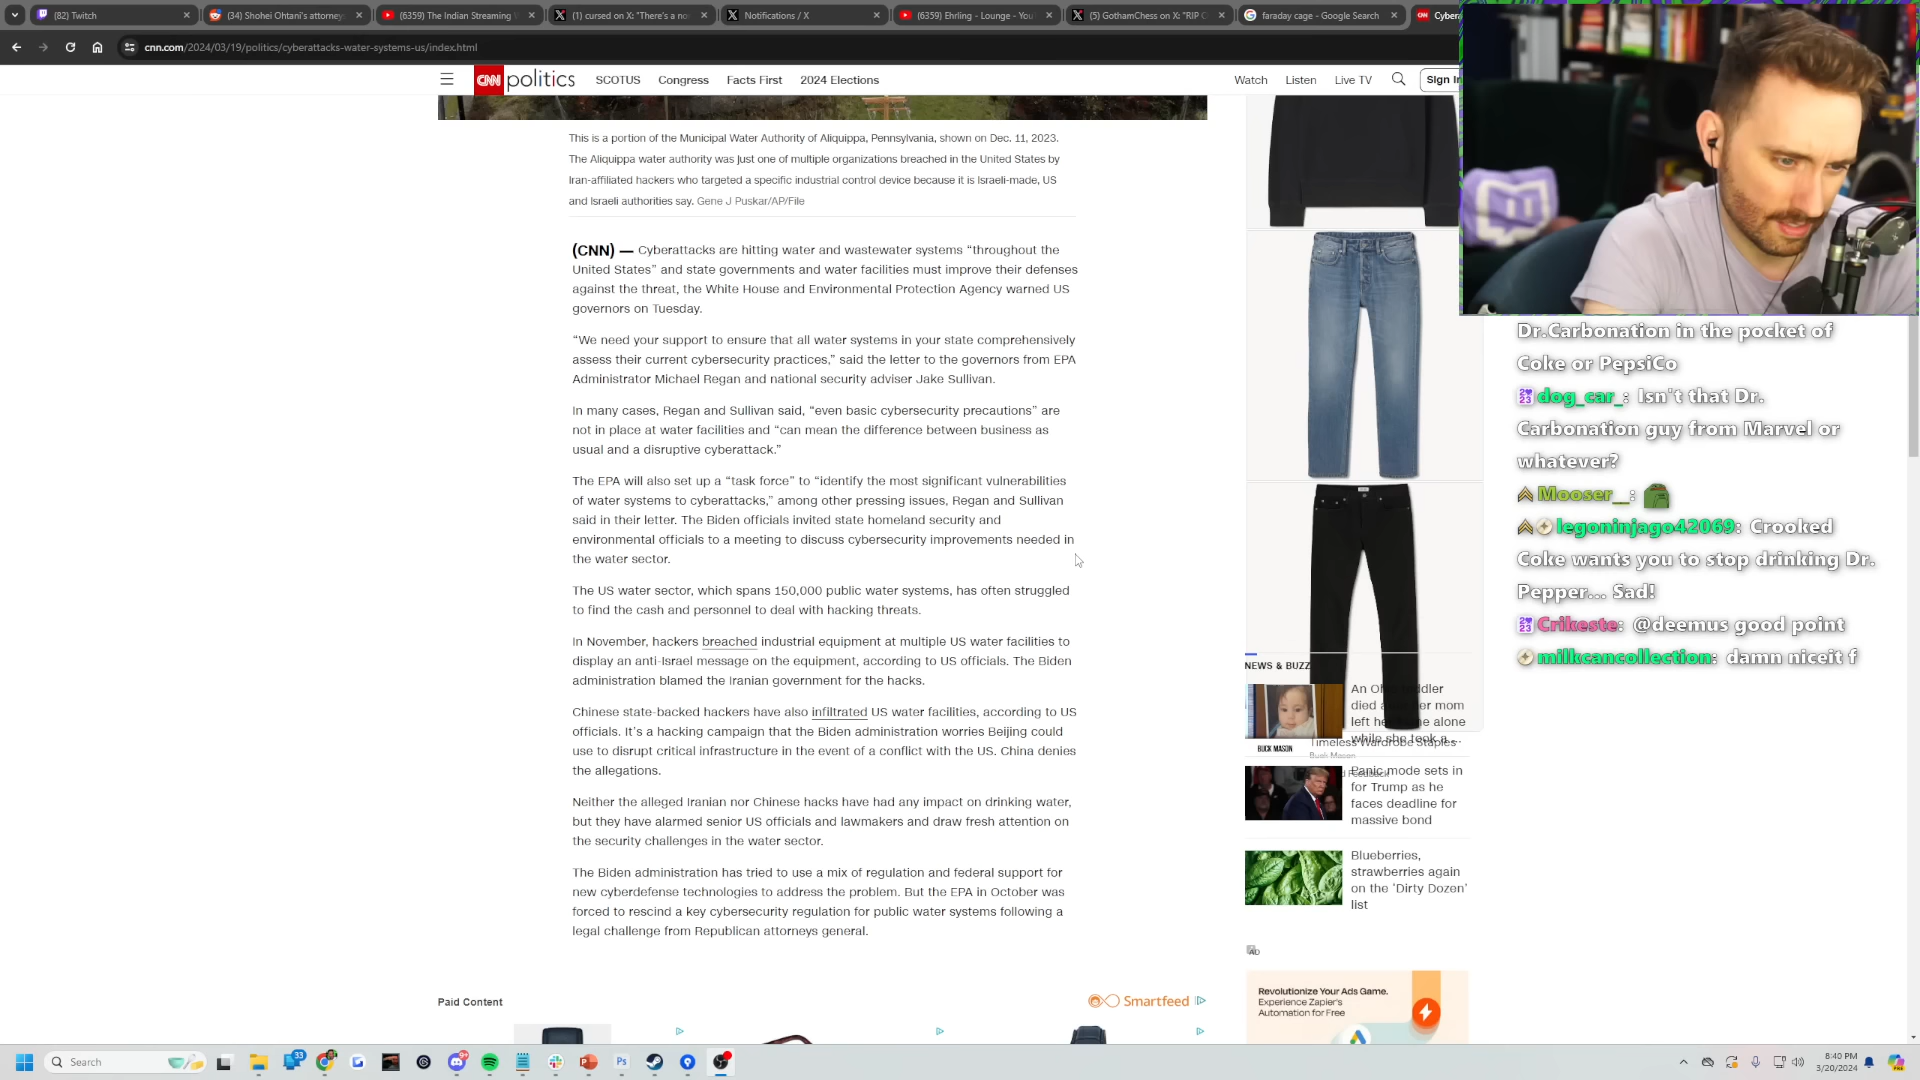 (82) Twitch
(34) Shohei Ohtani's attorney
(6359) The Indian Streaming
(1) cursed on X: "There's a no
Notifications / X
(6359) Ehrling - Lounge - You
(5) GothamChess on X: "RIP
faraday cage - Google Search
Cyber
cnn.com/2024/03/19/politics/cyberattacks-water-systems-us/index.html
CNN politics
SCOTUS
Congress
Facts First
2024 Elections
Watch
Listen
Live TV
Sign In
This is a portion of the Municipal Water Authority of Aliquippa, Pennsylvania, shown on Dec. 11, 2023.
The Aliquippa water authority was just one of multiple organizations breached in the United States by
Iran-affiliated hackers who targeted a specific industrial control device because it is Israeli-made, US
and Israeli authorities say. Gene J Puskar/AP/File
(CNN) — Cyberattacks are hitting water and wastewater systems “throughout the
United States” and state governments and water facilities must improve their defenses
against the threat, the White House and Environmental Protection Agency warned US
governors on Tuesday.
“We need your support to ensure that all water systems in your state comprehensively
assess their current cybersecurity practices,” said the letter to the governors from EPA
Administrator Michael Regan and national security adviser Jake Sullivan.
In many cases, Regan and Sullivan said, “even basic cybersecurity precautions” are
not in place at water facilities and “can mean the difference between business as
usual and a disruptive cyberattack.”
The EPA will also set up a “task force” to “identify the most significant vulnerabilities
of water systems to cyberattacks,” among other pressing issues, Regan and Sullivan
said in their letter. The Biden officials invited state homeland security and
environmental officials to a meeting to discuss cybersecurity improvements needed in
the water sector.
The US water sector, which spans 150,000 public water systems, has often struggled
to find the cash and personnel to deal with hacking threats.
In November, hackers breached industrial equipment at multiple US water facilities to
display an anti-Israel message on the equipment, according to US officials. The Biden
administration blamed the Iranian government for the hacks.
Chinese state-backed hackers have also infiltrated US water facilities, according to US
officials. It’s a hacking campaign that the Biden administration worries Beijing could
use to disrupt critical infrastructure in the event of a conflict with the US. China denies
the allegations.
Neither the alleged Iranian nor Chinese hacks have had any impact on drinking water,
but they have alarmed senior US officials and lawmakers and draw fresh attention on
the security challenges in the water sector.
The Biden administration has tried to use a mix of regulation and federal support for
new cyberdefense technologies to address the problem. But the EPA in October was
forced to rescind a key cybersecurity regulation for public water systems following a
legal challenge from Republican attorneys general.
Paid Content
Smartfeed
NEWS & BUZZ
died
left her
alone
while she took a ...
BUCK MASON
Timeless Wardrobe Staples
Buck Mason
Panic mode sets in
for Trump as he
faces deadline for
massive bond
Blueberries,
strawberries again
on the ‘Dirty Dozen’
list
AD
Revolutionize Your Ads Game.
Experience Zapier's
Automation for Free
Dr.Carbonation in the pocket of
Coke or PepsiCo
dog_car_: Isn't that Dr.
Carbonation guy from Marvel or
whatever?
Mooser__:
legoninjago42069: Crooked
Coke wants you to stop drinking Dr.
Pepper... Sad!
Crikeste: @deemus good point
milkcancollection: damn niceit f
Search
33
8:40 PM
3/20/2024